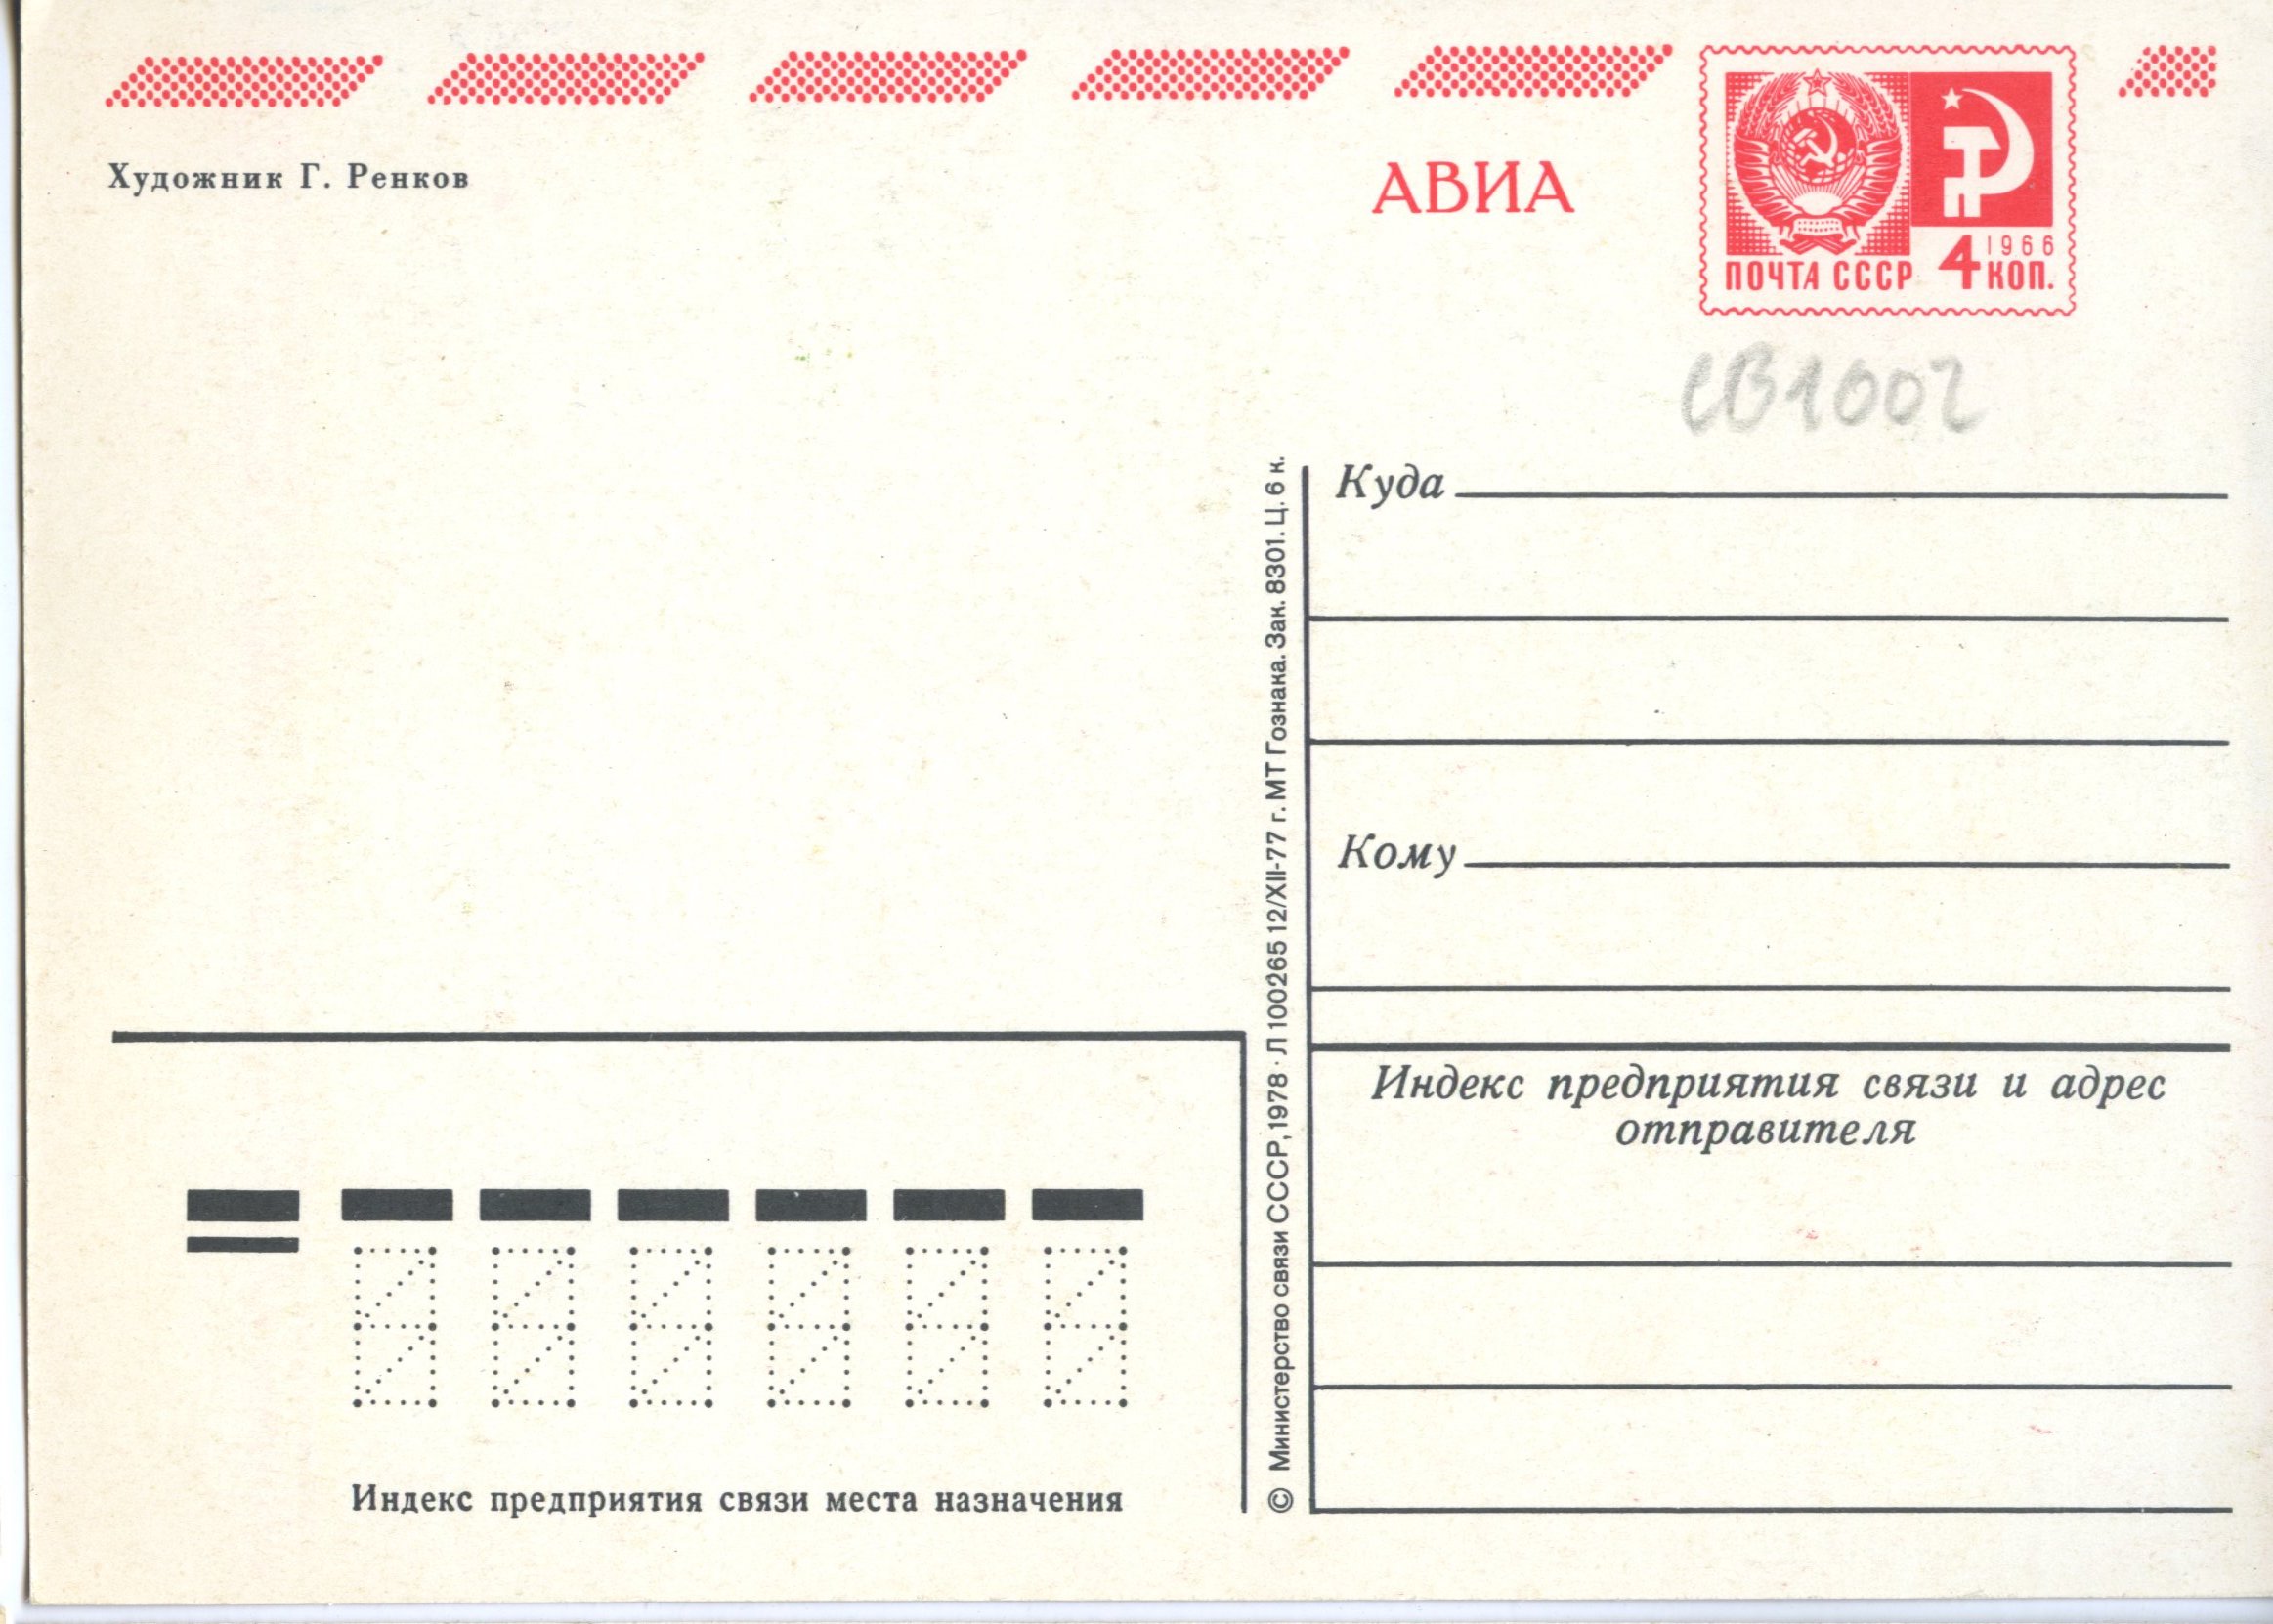 Художник Г. Ренков
АВИА
1966
ПОЧТА СССР 4 КОП.
СВ1002
Куда
Кому
© Министерство связи СССР, 1978 · Л 100265 12/XII-77 г. МТ Гознака. Зак. 8301. Ц. 6 к.
Индекс предприятия связи и адрес
отправителя
Индекс предприятия связи места назначения